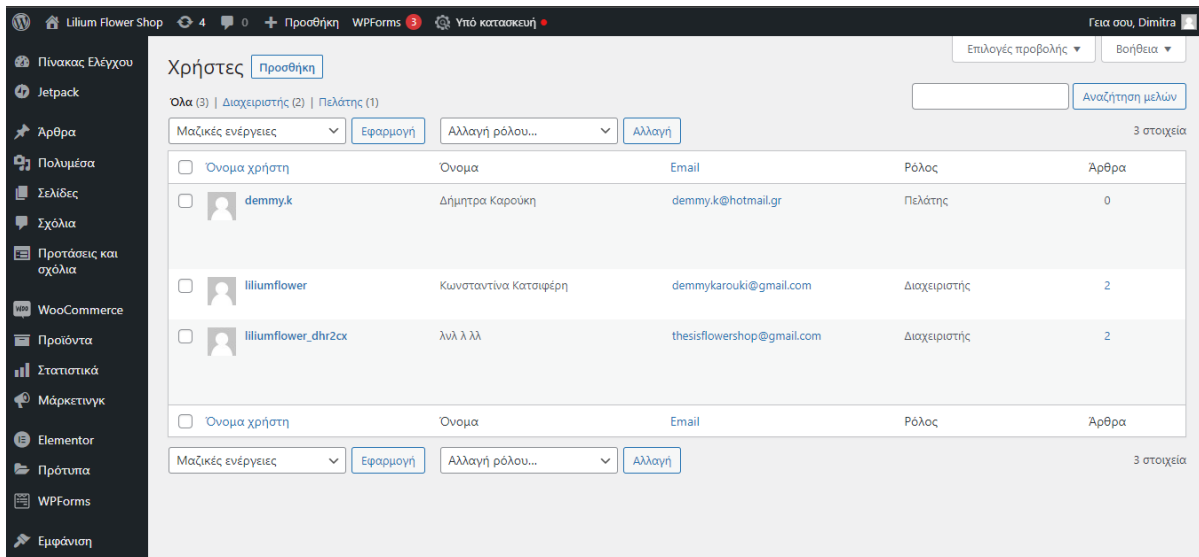 Lilium Flower Shop 4 0 Προσθήκη WPForms 3 Υπό κατασκευή Γεια σου, Dimitra
Επιλογές προβολής Βοήθεια
Πίνακας Ελέγχου
Jetpack
Άρθρα
Πολυμέσα
Σελίδες
Σχόλια
Προτάσεις και
σχόλια
WooCommerce
Προϊόντα
Στατιστικά
Μάρκετινγκ
Elementor
Πρότυπα
WPForms
Εμφάνιση
Χρήστες Προσθήκη
Όλα (3) | Διαχειριστής (2) | Πελάτης (1)
Αναζήτηση μελών
Μαζικές ενέργειες Εφαρμογή Αλλαγή ρόλου... Αλλαγή 3 στοιχεία
Όνομα χρήστη Όνομα Email Ρόλος Άρθρα
demmy.k Δήμητρα Καρούκη demmy.k@hotmail.gr Πελάτης 0
liliumflower Κωνσταντίνα Κατσιφέρη demmykarouki@gmail.com Διαχειριστής 2
liliumflower_dhr2cx λνλ λ λλ thesisflowershop@gmail.com Διαχειριστής 2
Όνομα χρήστη Όνομα Email Ρόλος Άρθρα
Μαζικές ενέργειες Εφαρμογή Αλλαγή ρόλου... Αλλαγή 3 στοιχεία